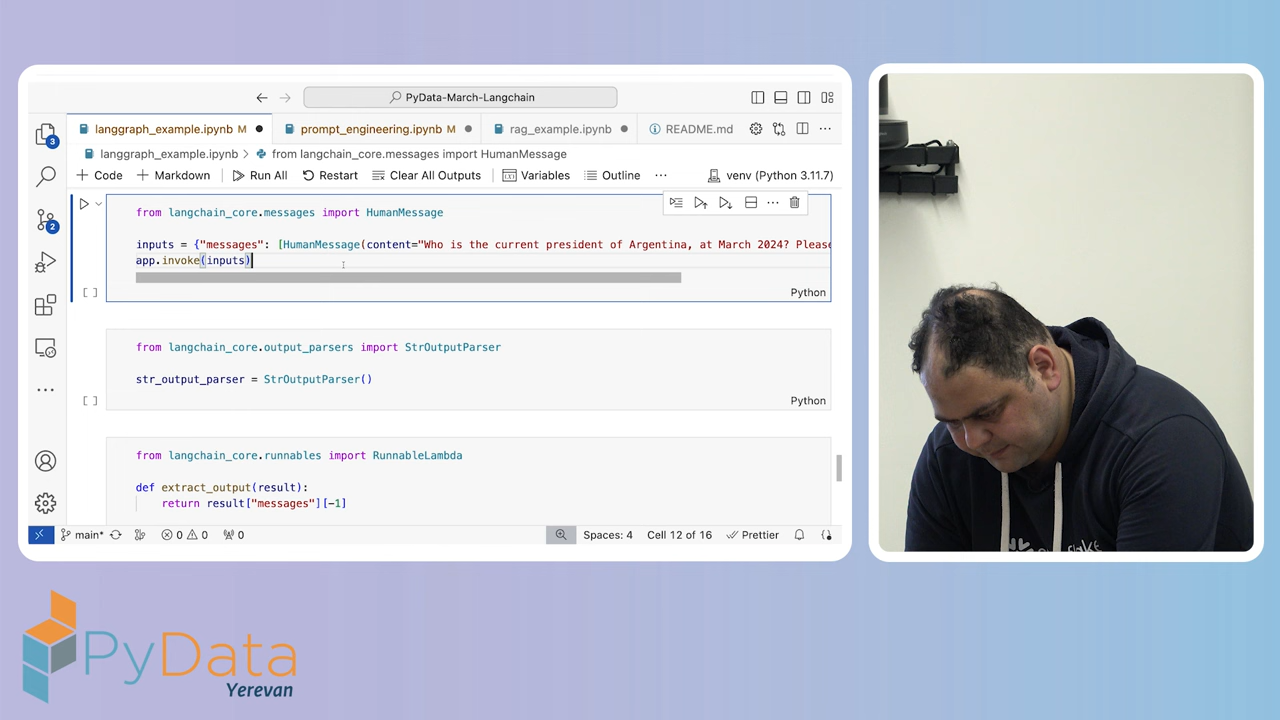 PyData-March-Langchain
langgraph_example.ipynb M
prompt_engineering.ipynb M
rag_example.ipynb
README.md
langgraph_example.ipynb > from langchain_core.messages import HumanMessage
Code
Markdown
Run All
Restart
Clear All Outputs
Variables
Outline
venv (Python 3.11.7)
from langchain_core.messages import HumanMessage
inputs = {"messages": [HumanMessage(content="Who is the current president of Argentina, at March 2024? Please
app.invoke(inputs)
[ ]
Python
from langchain_core.output_parsers import StrOutputParser
str_output_parser = StrOutputParser()
[ ]
Python
from langchain_core.runnables import RunnableLambda
def extract_output(result):
return result["messages"][-1]
3
2
main*
0
0
0
Spaces: 4
Cell 12 of 16
Prettier
PyData
Yerevan